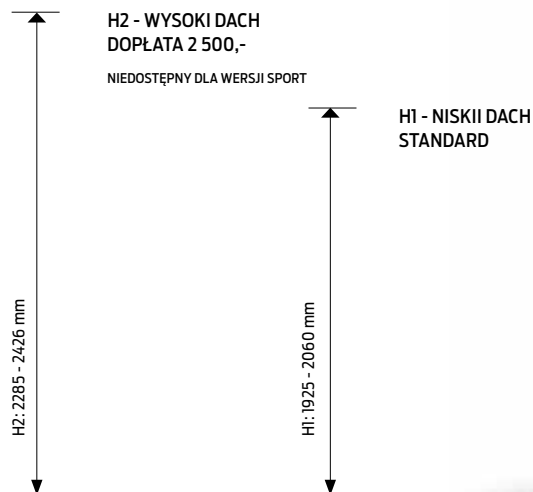 H2 - WYSOKI DACH
DOPŁATA 2 500,-
NIEDOSTĘPNY DLA WERSJI SPORT
H1 - NISKII DACH
STANDARD
H2: 2285 - 2426 mm
H1: 1925 - 2060 mm